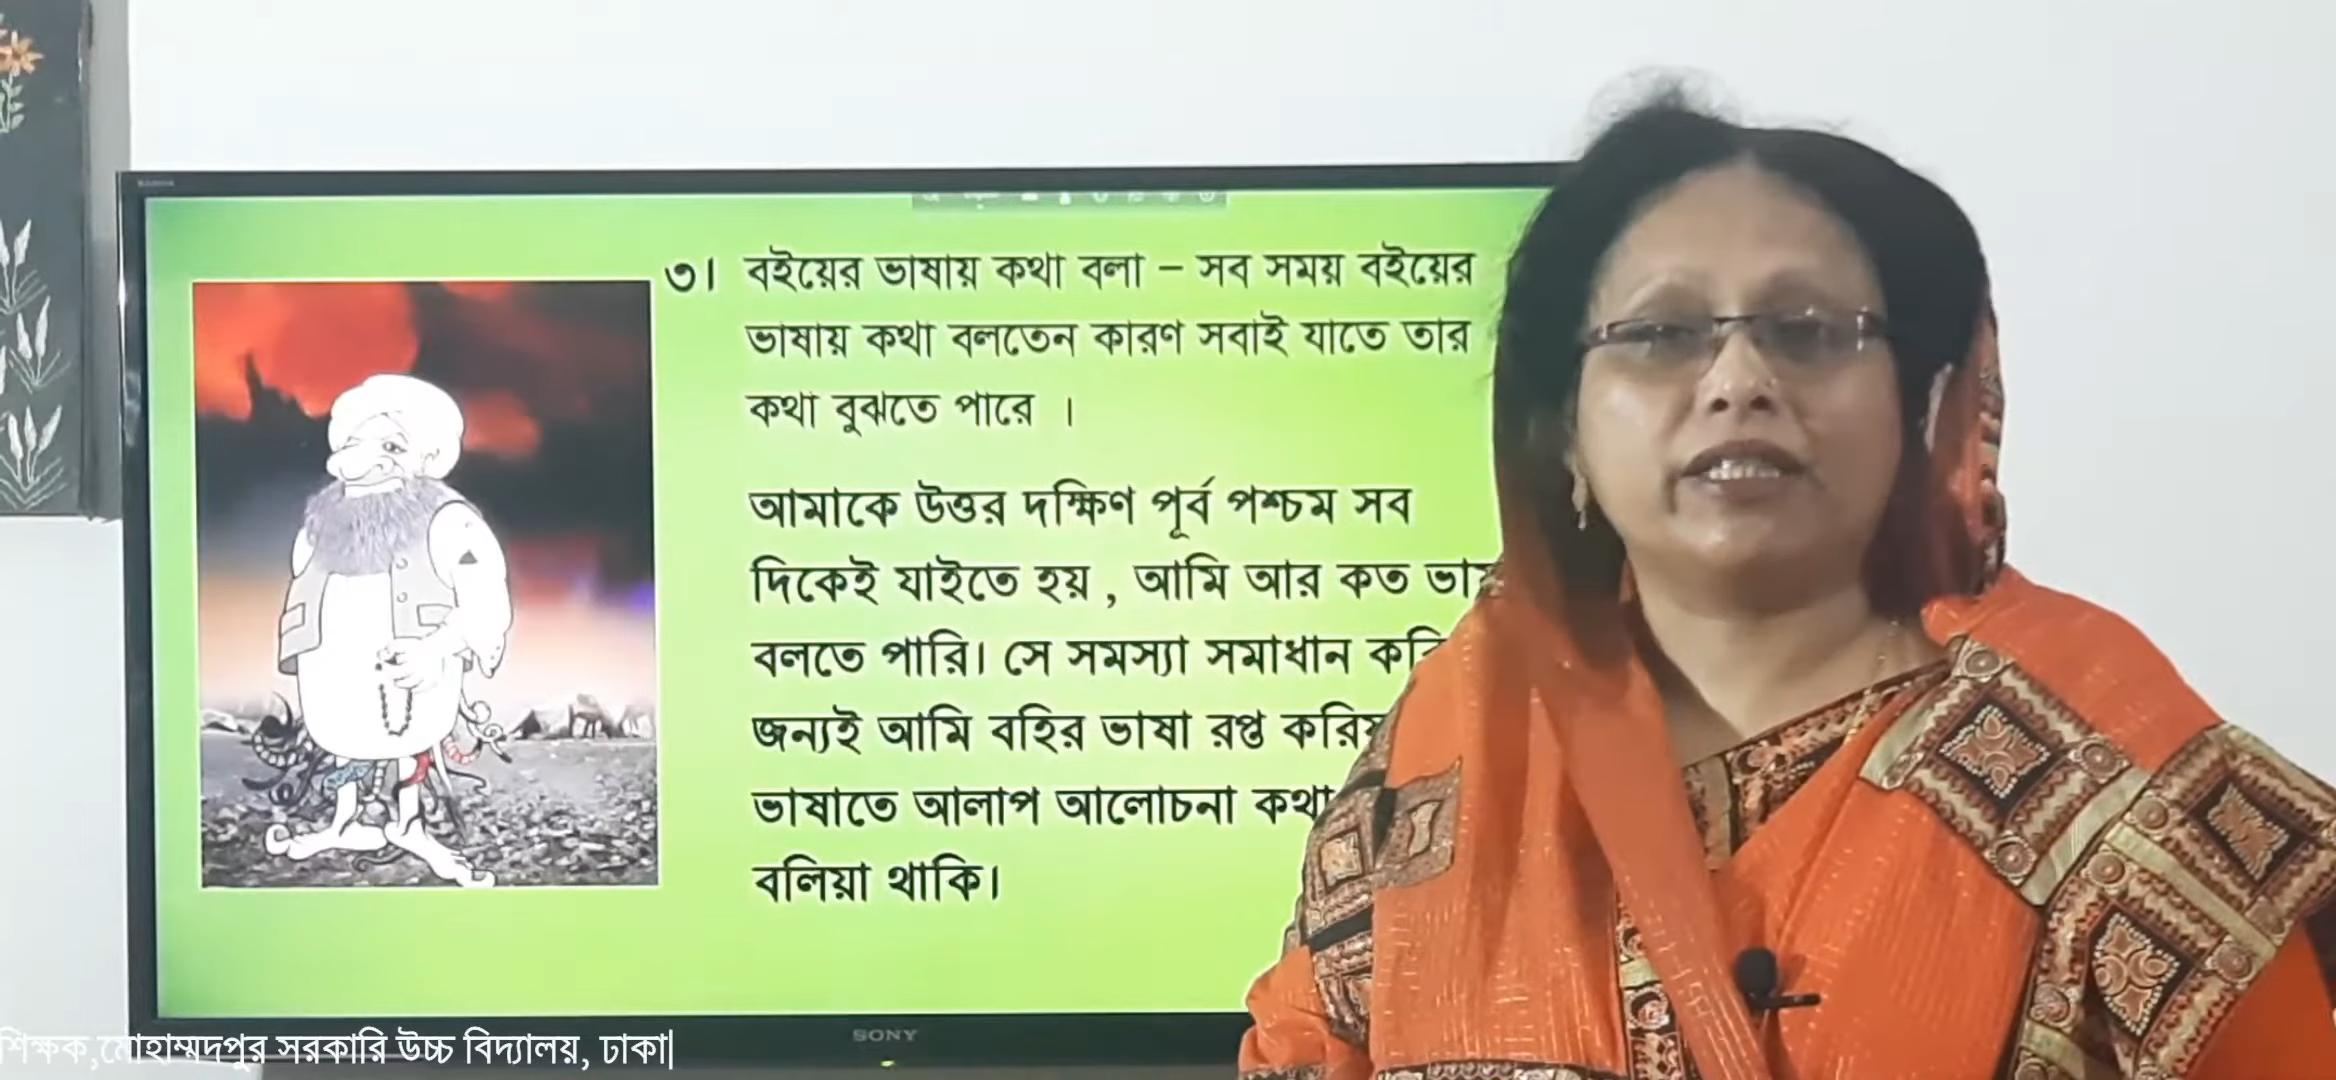 ৩। বইয়ের ভাষায় কথা বলা – সব সময় বইয়ের
ভাষায় কথা বলতেন কারণ সবাই যাতে তার
কথা বুঝতে পারে ।
আমাকে উত্তর দক্ষিণ পূর্ব পশ্চম সব
দিকেই যাইতে হয় , আমি আর কত
বলতে পারি। সে সমস্যা সমাধান
জন্যই আমি বহির ভাষা রপ্ত
ভাষাতে আলাপ আলোচনা কথা
বলিয়া থাকি।
SONY
শিক্ষক,মোহাম্মদপুর সরকারি উচ্চ বিদ্যালয়, ঢাকা|